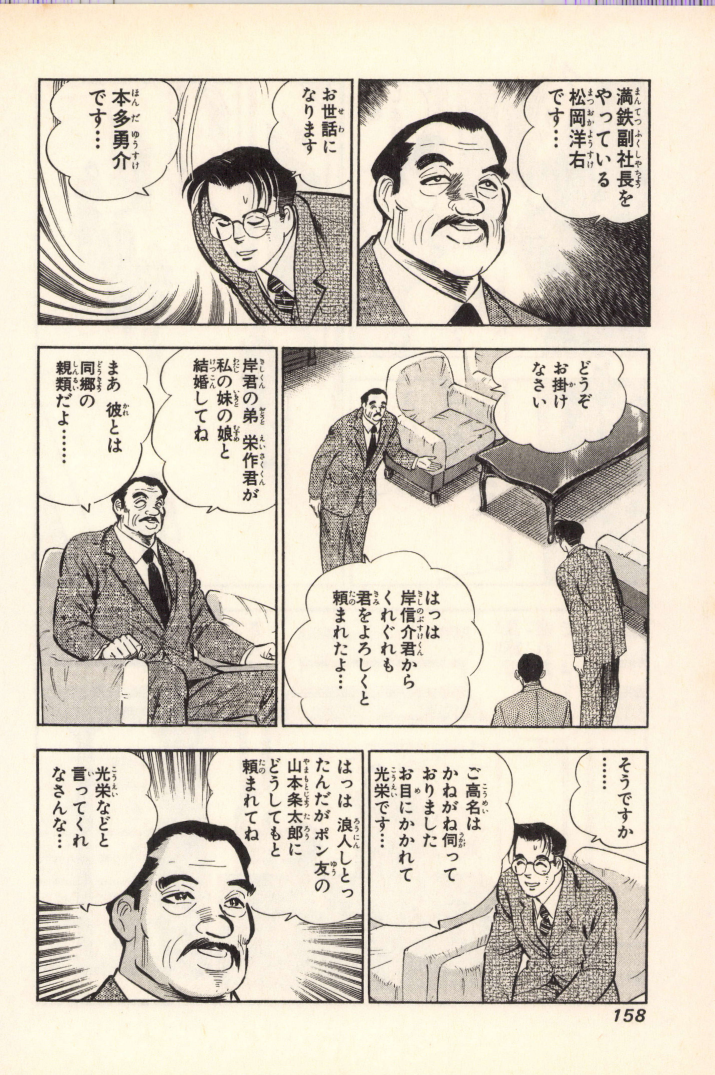 満鉄副社長を
やっている
松岡洋右
です…
お世話に
なります
本多勇介
です…
どうぞ
お掛け
なさい
はっは
岸信介君から
くれぐれも
君をよろしくと
頼まれたよ…
岸君の弟 栄作君が
私の妹の娘と
結婚してね
まあ 彼とは
同郷の
親類だよ……
そうですか
……
ご高名は
かねがね伺って
おりました
お目にかかれて
光栄です…
はっは 浪人しとっ
たんだがポン友の
山本条太郎に
どうしてもと
頼まれてね
光栄などと
言ってくれ
なさんな…
158